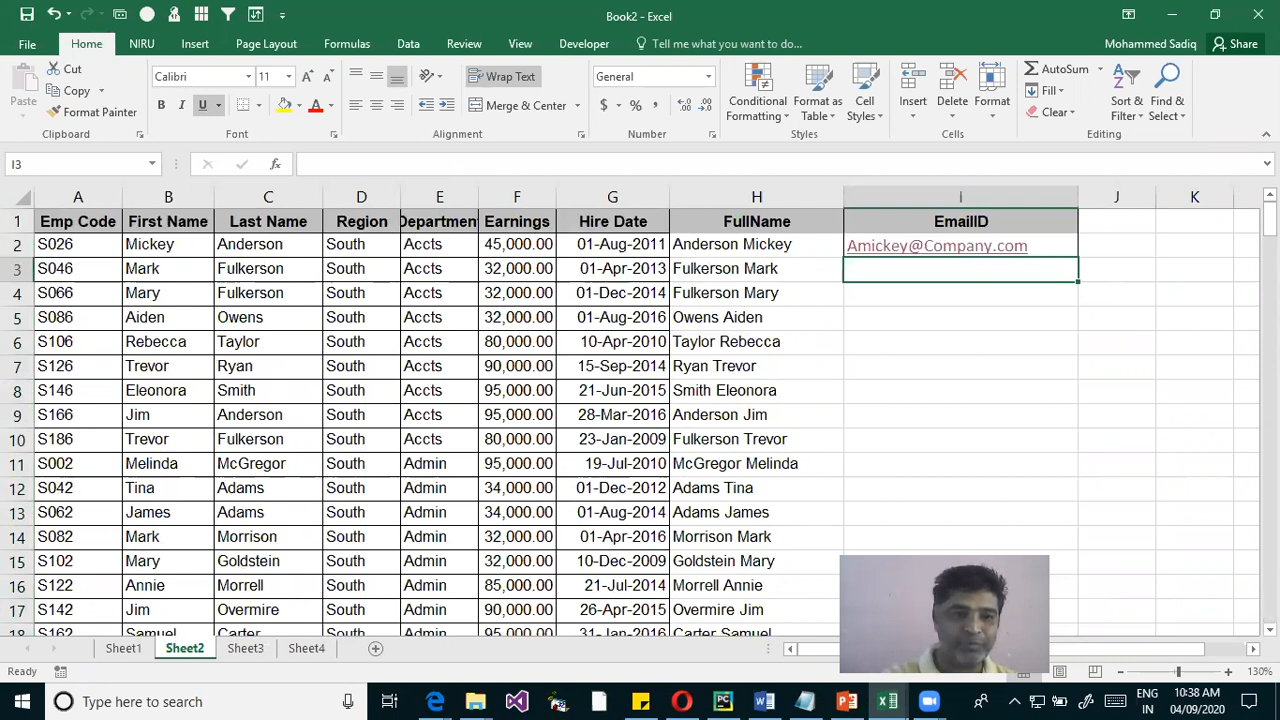 Book2 - Excel
File Home NIRU Insert Page Layout Formulas Data Review View Developer Tell me what you want to do... Mohammed Sadiq Share
Paste Cut Copy Format Painter Clipboard
Calibri 11 B I U Font
Wrap Text Merge & Center Alignment
General $ % , Number
Conditional Formatting Format as Table Cell Styles Styles
Insert Delete Format Cells
AutoSum Fill Clear Sort & Filter Find & Select Editing
I3 fx
A B C D E F G H I J K
1 Emp Code First Name Last Name Region Departmen Earnings Hire Date FullName EmailID
2 S026 Mickey Anderson South Accts 45,000.00 01-Aug-2011 Anderson Mickey Amickey@Company.com
3 S046 Mark Fulkerson South Accts 32,000.00 01-Apr-2013 Fulkerson Mark
4 S066 Mary Fulkerson South Accts 32,000.00 01-Dec-2014 Fulkerson Mary
5 S086 Aiden Owens South Accts 32,000.00 01-Aug-2016 Owens Aiden
6 S106 Rebecca Taylor South Accts 80,000.00 10-Apr-2010 Taylor Rebecca
7 S126 Trevor Ryan South Accts 90,000.00 15-Sep-2014 Ryan Trevor
8 S146 Eleonora Smith South Accts 95,000.00 21-Jun-2015 Smith Eleonora
9 S166 Jim Anderson South Accts 95,000.00 28-Mar-2016 Anderson Jim
10 S186 Trevor Fulkerson South Accts 80,000.00 23-Jan-2009 Fulkerson Trevor
11 S002 Melinda McGregor South Admin 95,000.00 19-Jul-2010 McGregor Melinda
12 S042 Tina Adams South Admin 34,000.00 01-Dec-2012 Adams Tina
13 S062 James Adams South Admin 34,000.00 01-Aug-2014 Adams James
14 S082 Mark Morrison South Admin 32,000.00 01-Apr-2016 Morrison Mark
15 S102 Mary Goldstein South Admin 32,000.00 10-Dec-2009 Goldstein Mary
16 S122 Annie Morrell South Admin 85,000.00 21-Jul-2014 Morrell Annie
17 S142 Jim Overmire South Admin 90,000.00 26-Apr-2015 Overmire Jim
18 S162 Samuel Carter South Admin 95,000.00 31-Jan-2016 Carter Samuel
Sheet1 Sheet2 Sheet3 Sheet4
Ready 130%
Type here to search ENG IN 10:38 AM 04/09/2020